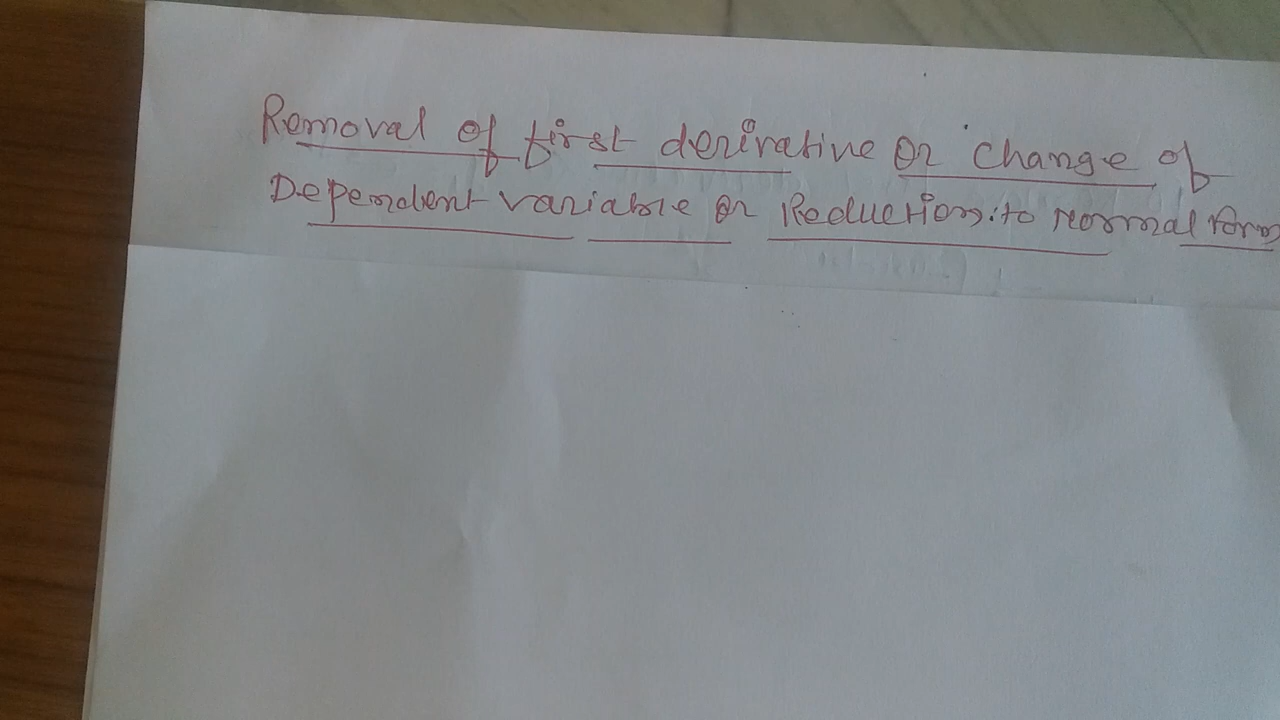 Removal of first derivative or change of
Dependent variable or Reduction to normal form